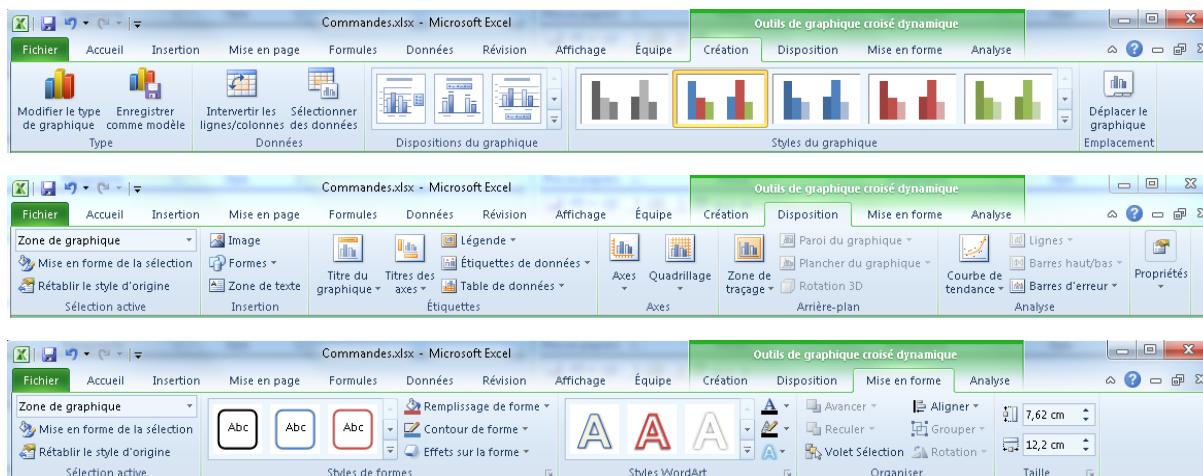 Commandes.xlsx - Microsoft Excel
Outils de graphique croisé dynamique
Fichier Accueil Insertion Mise en page Formules Données Révision Affichage Équipe Création Disposition Mise en forme Analyse
Modifier le type de graphique
Enregistrer comme modèle
Intervertir les lignes/colonnes
Sélectionner des données
Déplacer le graphique
Type Données Dispositions du graphique Styles du graphique Emplacement
Commandes.xlsx - Microsoft Excel
Outils de graphique croisé dynamique
Fichier Accueil Insertion Mise en page Formules Données Révision Affichage Équipe Création Disposition Mise en forme Analyse
Zone de graphique
Mise en forme de la sélection
Rétablir le style d'origine
Sélection active
Image
Formes
Zone de texte
Insertion
Titre du graphique
Titres des axes
Légende
Étiquettes de données
Table de données
Étiquettes
Axes
Quadrillage
Axes
Zone de traçage
Paroi du graphique
Plancher du graphique
Rotation 3D
Arrière-plan
Courbe de tendance
Lignes
Barres haut/bas
Barres d'erreur
Analyse
Propriétés
Commandes.xlsx - Microsoft Excel
Outils de graphique croisé dynamique
Fichier Accueil Insertion Mise en page Formules Données Révision Affichage Équipe Création Disposition Mise en forme Analyse
Zone de graphique
Mise en forme de la sélection
Rétablir le style d'origine
Sélection active
Abc Abc Abc
Remplissage de forme
Contour de forme
Effets sur la forme
Styles de formes
A A A
Styles WordArt
Avancer
Reculer
Volet Sélection
Aligner
Grouper
Rotation
Organiser
7,62 cm
12,2 cm
Taille